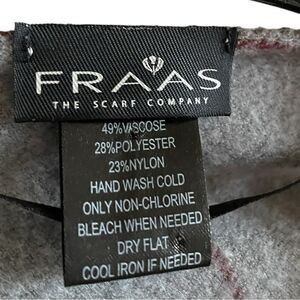 FRAAS
THE SCARF COMPANY
49%VISCOSE
28%POLYESTER
23%NYLON
HAND WASH COLD
ONLY NON-CHLORINE
BLEACH WHEN NEEDED
DRY FLAT
COOL IRON IF NEEDED